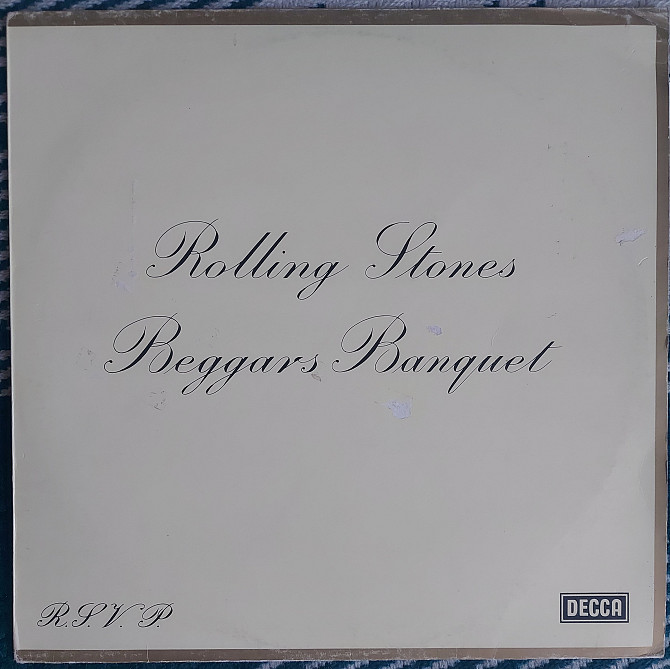 Rolling Stones
Beggars Banquet
R.S.V.P.
DECCA